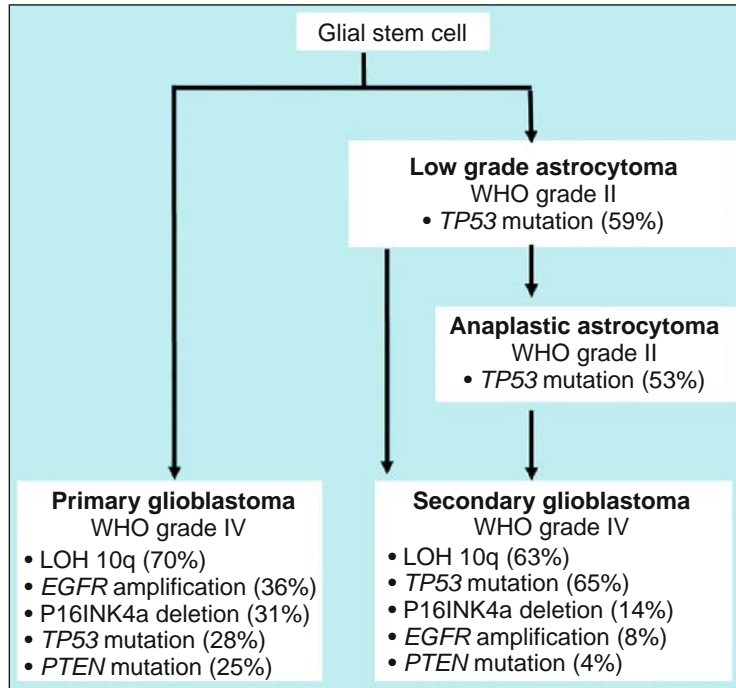 Glial stem cell
Low grade astrocytoma
WHO grade II
• TP53 mutation (59%)
Anaplastic astrocytoma
WHO grade II
• TP53 mutation (53%)
Primary glioblastoma
WHO grade IV
• LOH 10q (70%)
• EGFR amplification (36%)
• P16INK4a deletion (31%)
• TP53 mutation (28%)
• PTEN mutation (25%)
Secondary glioblastoma
WHO grade IV
• LOH 10q (63%)
• TP53 mutation (65%)
• P16INK4a deletion (14%)
• EGFR amplification (8%)
• PTEN mutation (4%)